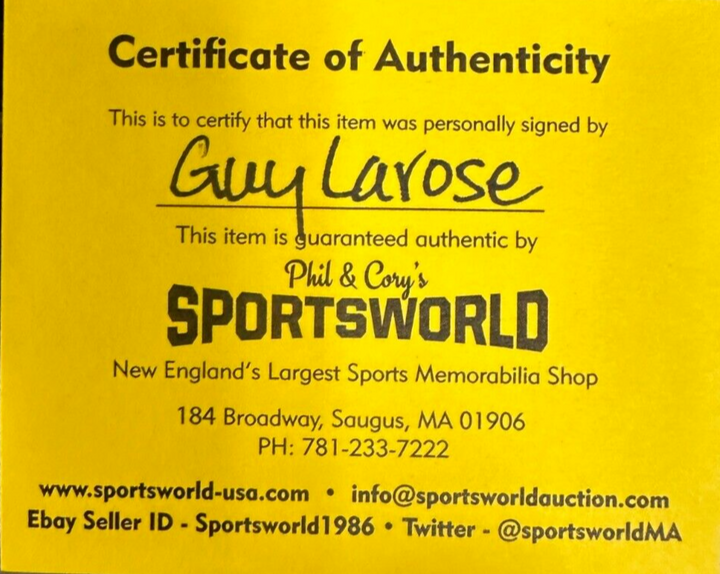 Certificate of Authenticity
This is to certify that this item was personally signed by
Guy Larose
This item is guaranteed authentic by
Phil & Cory's
SPORTSWORLD
New England's Largest Sports Memorabilia Shop
184 Broadway, Saugus, MA 01906
PH: 781-233-7222
www.sportsworld-usa.com • info@sportsworldauction.com
Ebay Seller ID - Sportsworld1986 • Twitter - @sportsworldMA